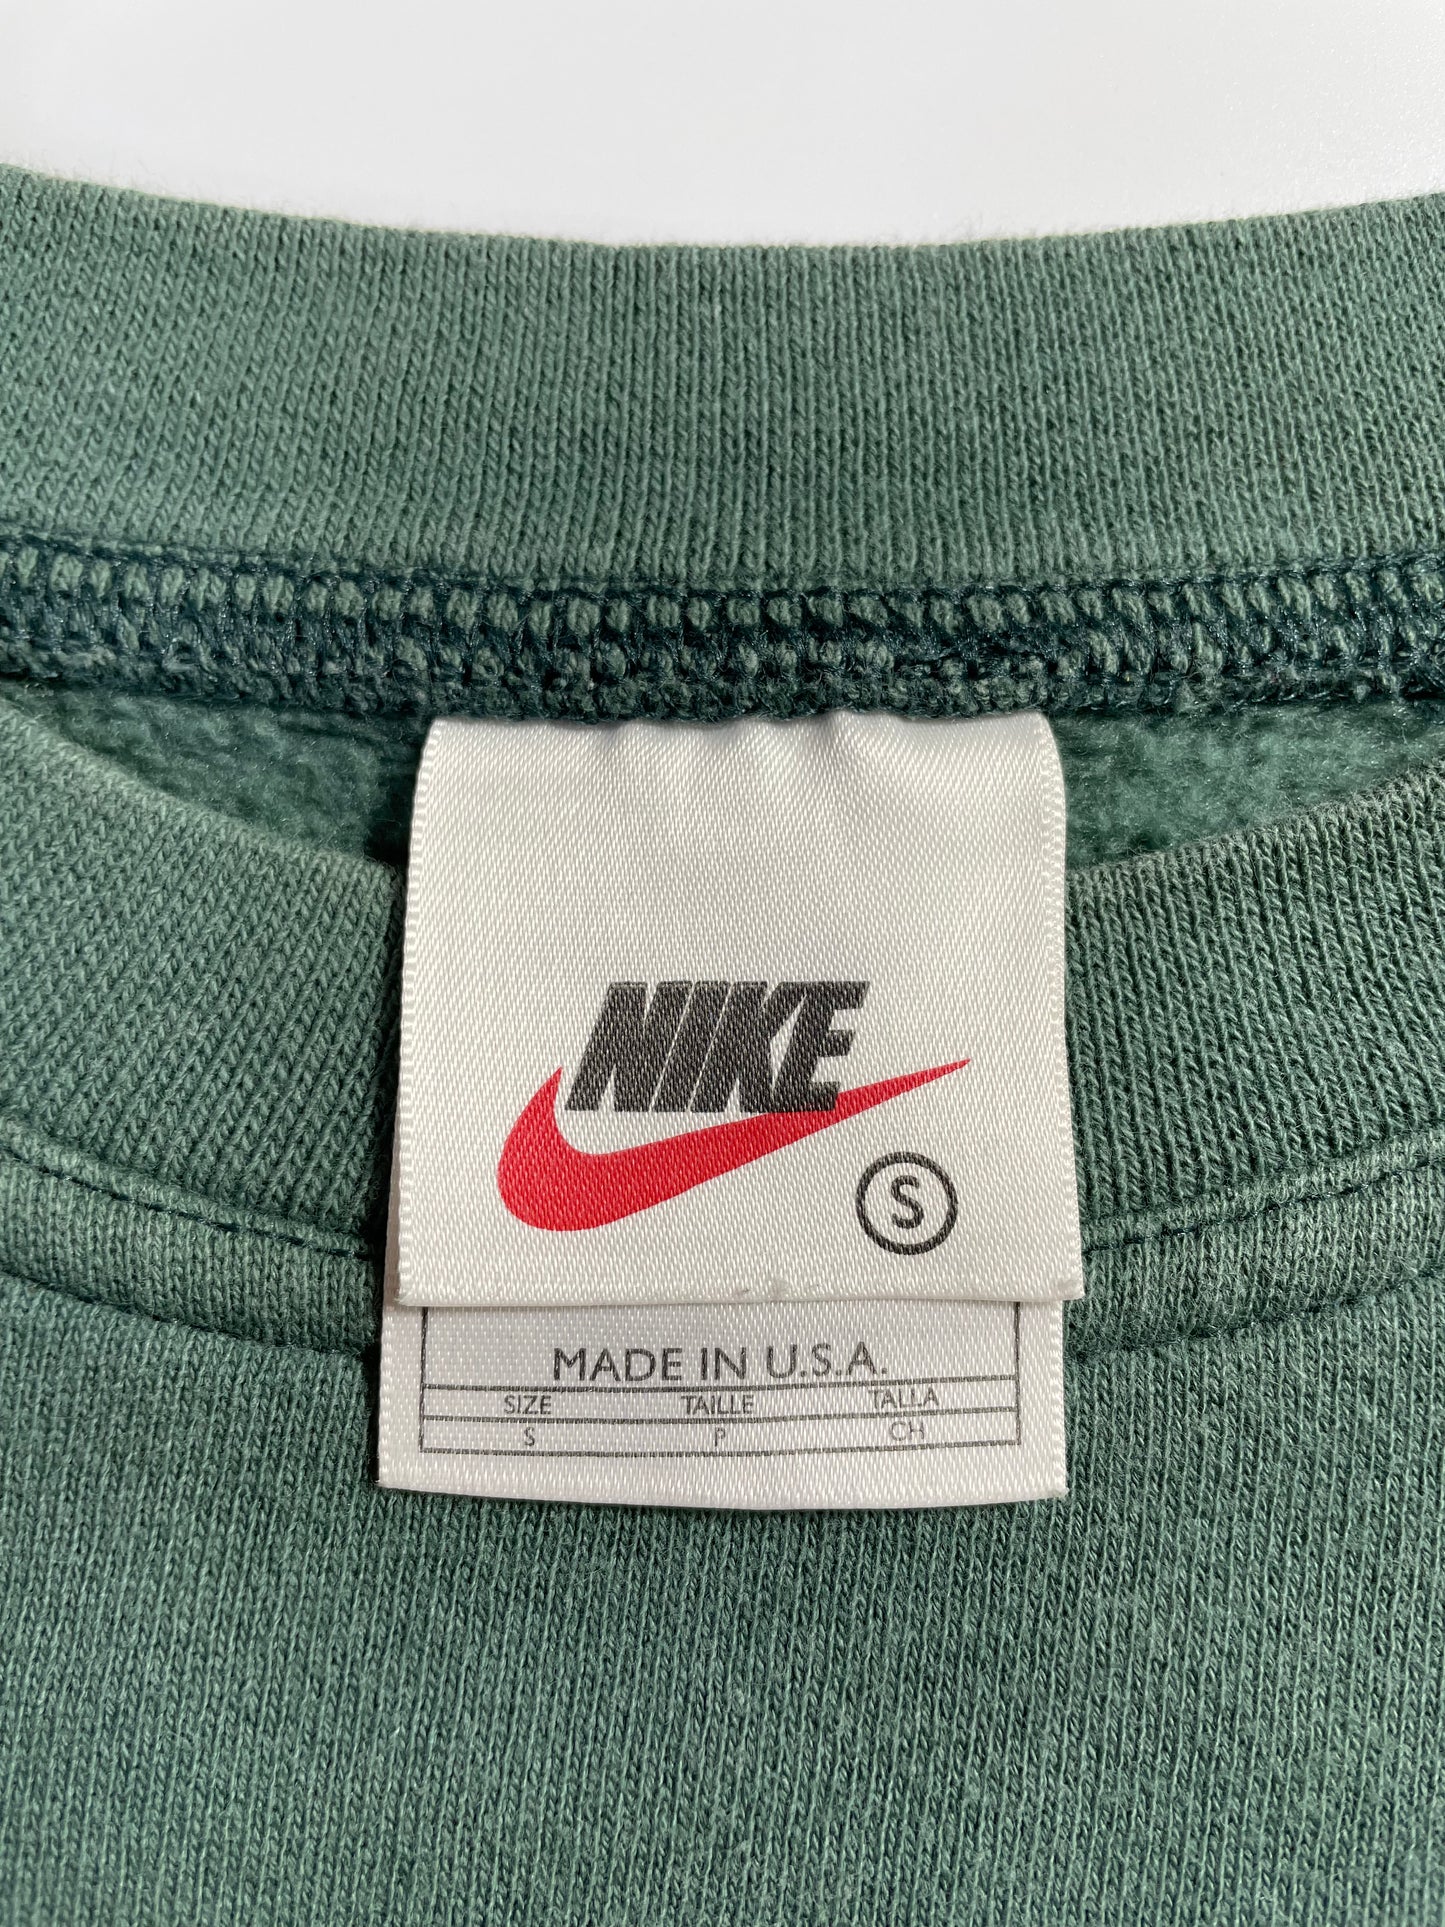 NIKE
S
MADE IN U.S.A.
SIZE TAILLE TALLA
S P CH